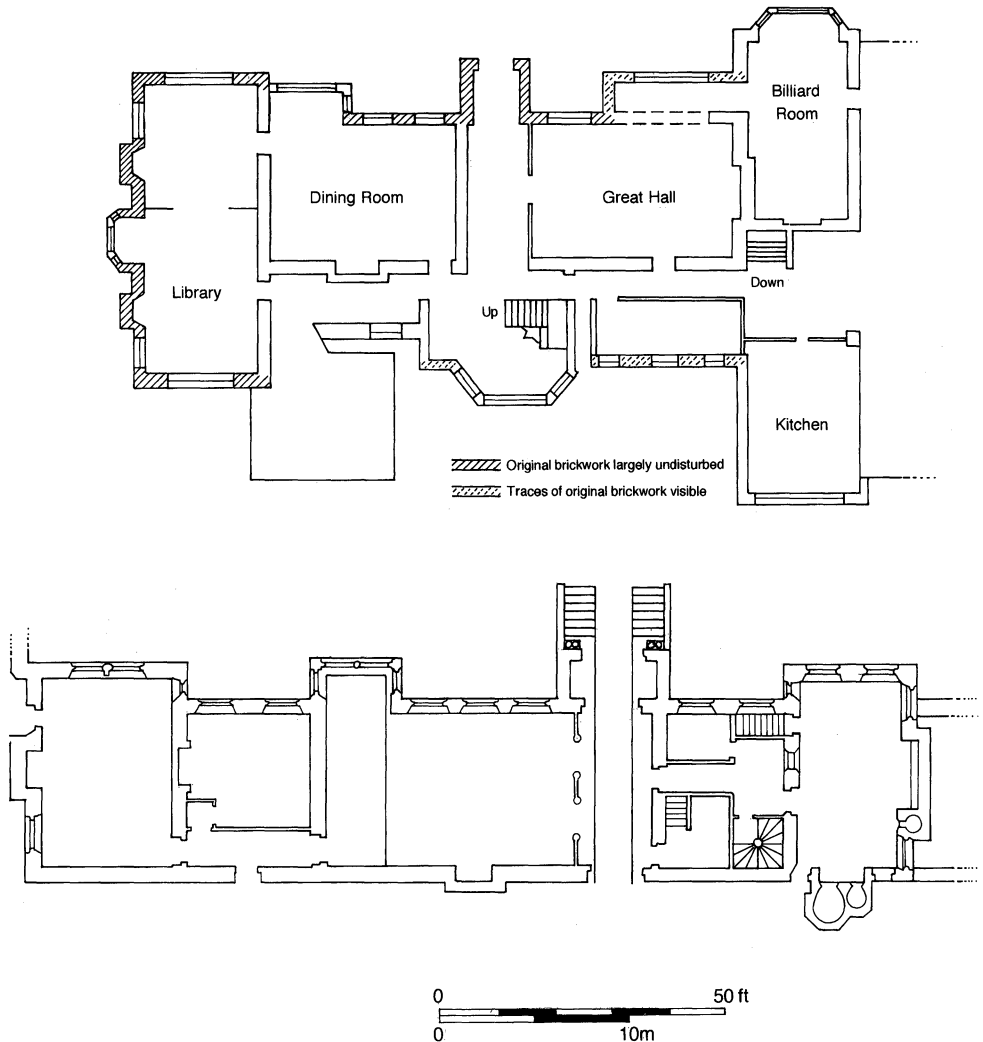 Billiard
Room
Dining Room
Great Hall
Library
Up
Down
Kitchen
Original brickwork largely undisturbed
Traces of original brickwork visible
0 50 ft
0 10m